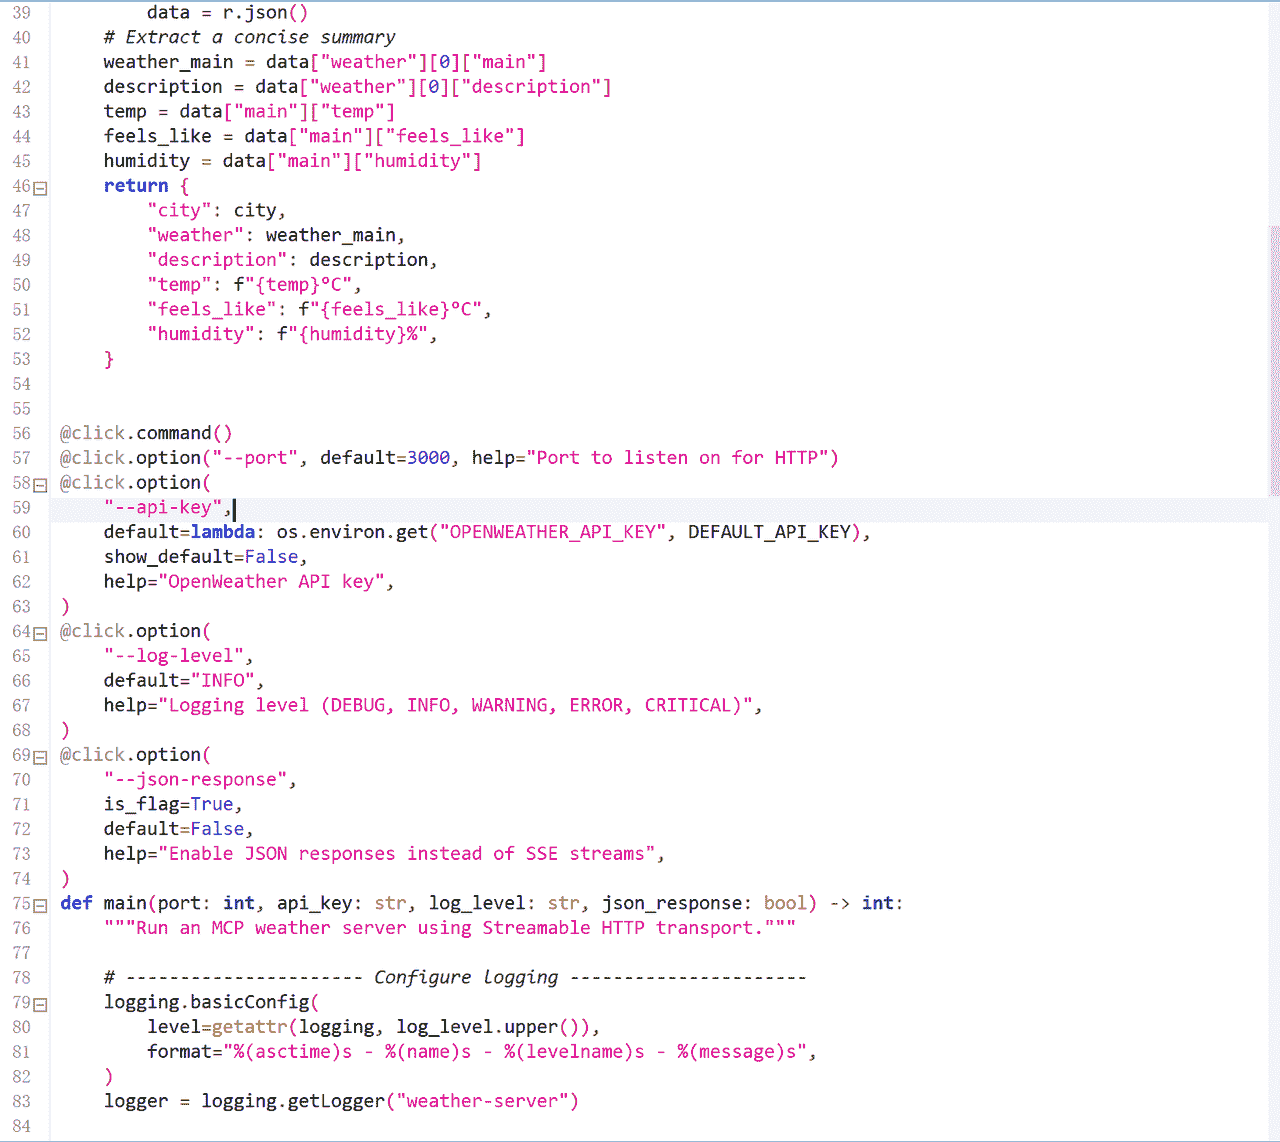 39 data = r.json()
40 # Extract a concise summary
41 weather_main = data["weather"][0]["main"]
42 description = data["weather"][0]["description"]
43 temp = data["main"]["temp"]
44 feels_like = data["main"]["feels_like"]
45 humidity = data["main"]["humidity"]
46 return {
47 "city": city,
48 "weather": weather_main,
49 "description": description,
50 "temp": f"{temp}°C",
51 "feels_like": f"{feels_like}°C",
52 "humidity": f"{humidity}%",
53 }
54
55
56 @click.command()
57 @click.option("--port", default=3000, help="Port to listen on for HTTP")
58 @click.option(
59 "--api-key",
60 default=lambda: os.environ.get("OPENWEATHER_API_KEY", DEFAULT_API_KEY),
61 show_default=False,
62 help="OpenWeather API key",
63 )
64 @click.option(
65 "--log-level",
66 default="INFO",
67 help="Logging level (DEBUG, INFO, WARNING, ERROR, CRITICAL)",
68 )
69 @click.option(
70 "--json-response",
71 is_flag=True,
72 default=False,
73 help="Enable JSON responses instead of SSE streams",
74 )
75 def main(port: int, api_key: str, log_level: str, json_response: bool) -> int:
76 """Run an MCP weather server using Streamable HTTP transport."""
77
78 # ---------------------- Configure logging ----------------------
79 logging.basicConfig(
80 level=getattr(logging, log_level.upper()),
81 format="%(asctime)s - %(name)s - %(levelname)s - %(message)s",
82 )
83 logger = logging.getLogger("weather-server")
84